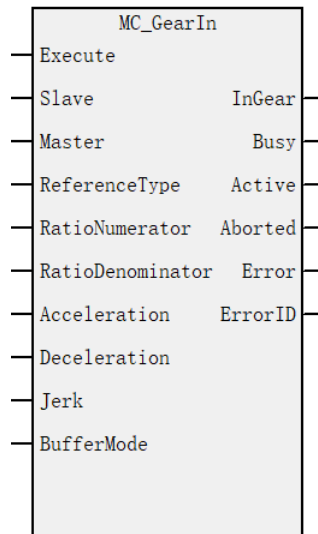 MC_GearIn
Execute
Slave InGear
Master Busy
ReferenceType Active
RatioNumerator Aborted
RatioDenominator Error
Acceleration ErrorID
Deceleration
Jerk
BufferMode